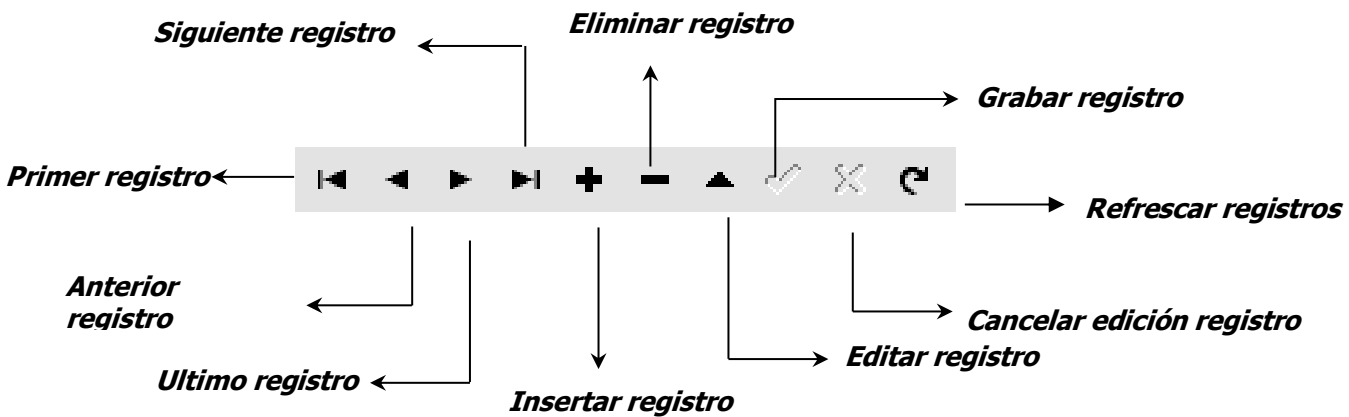 Siguiente registro
Eliminar registro
Grabar registro
Primer registro
Refrescar registros
Anterior
registro
Cancelar edición registro
Editar registro
Ultimo registro
Insertar registro